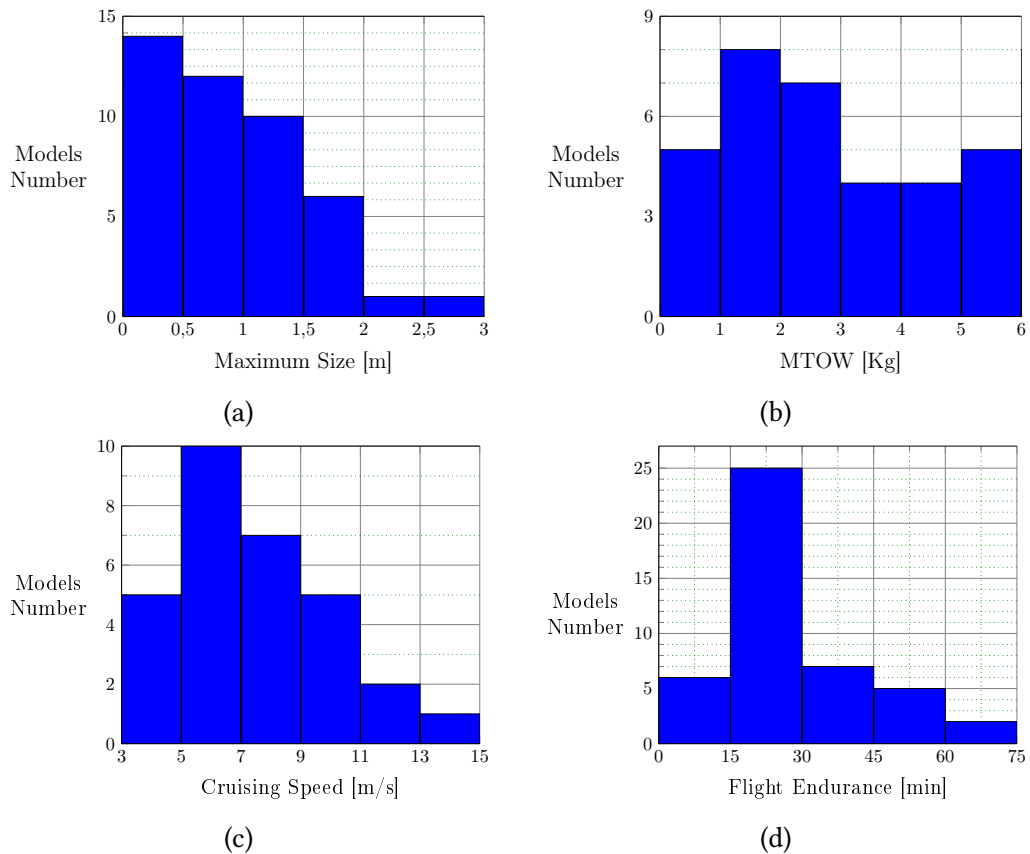 15
10
5
0
Models
Number
0 0,5 1 1,5 2 2,5 3
Maximum Size [m]
(a)
9
6
3
0
Models
Number
0 1 2 3 4 5 6
MTOW [Kg]
(b)
10
8
6
4
2
0
Models
Number
3 5 7 9 11 13 15
Cruising Speed [m/s]
(c)
25
20
15
10
5
0
Models
Number
0 15 30 45 60 75
Flight Endurance [min]
(d)